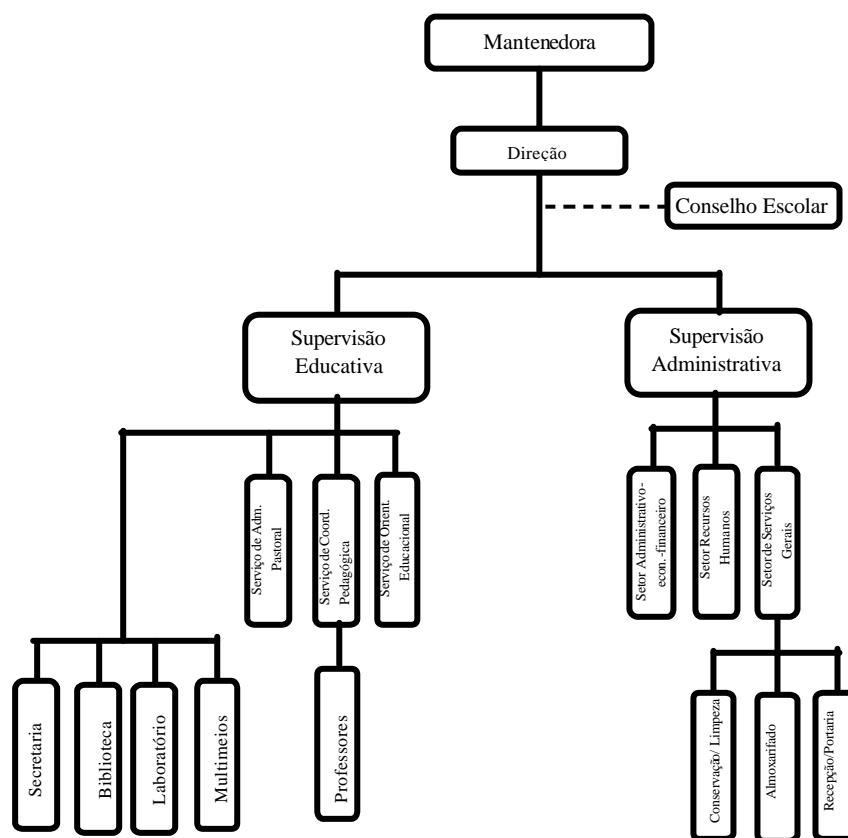 Mantenedora
Direção
Conselho Escolar
Supervisão
Educativa
Supervisão
Administrativa
Serviço de Adm.
Pastoral
Serviço de Coord.
Pedagógica
Serviço de Orient.
Educacional
Setor Administrativo-
econ.-financeiro
Setor Recursos
Humanos
Setor de Serviços
Gerais
Secretaria
Biblioteca
Laboratório
Multimeios
Professores
Conservação/ Limpeza
Almoxarifado
Recepção/Portaria